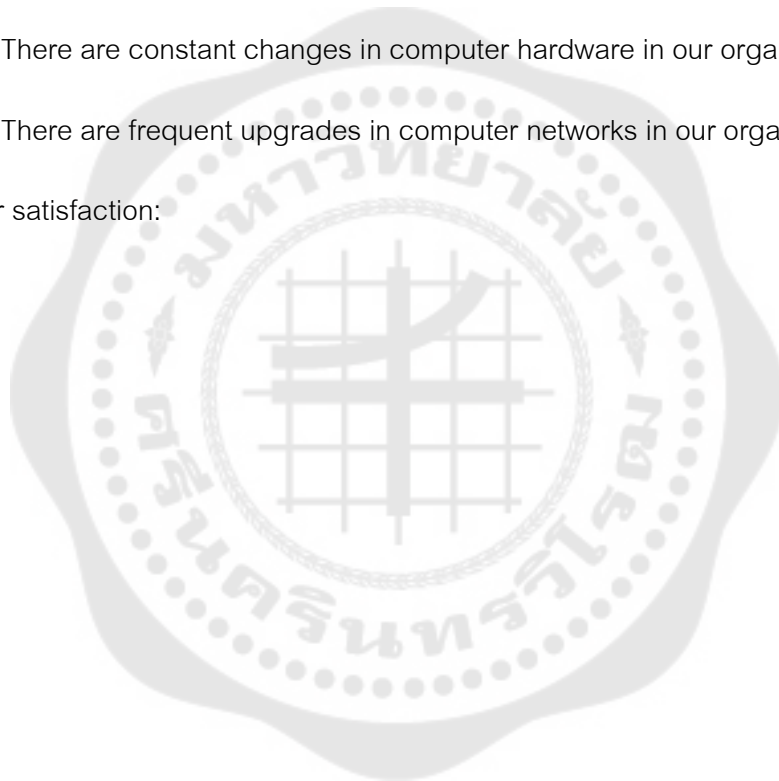 There are constant changes in computer hardware in our orga
There are frequent upgrades in computer networks in our orga
r satisfaction:
มหาวิทยาลัย
ศรีนครินทรวิโรฒ